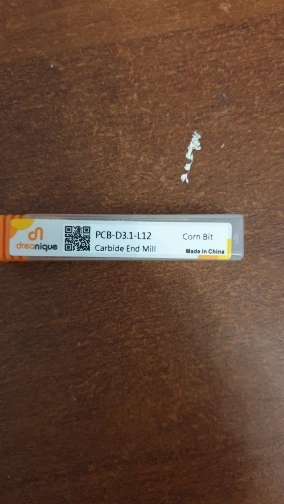 dreanique
PCB-D3.1-L12
Carbide End Mill
Corn Bit
Made in China